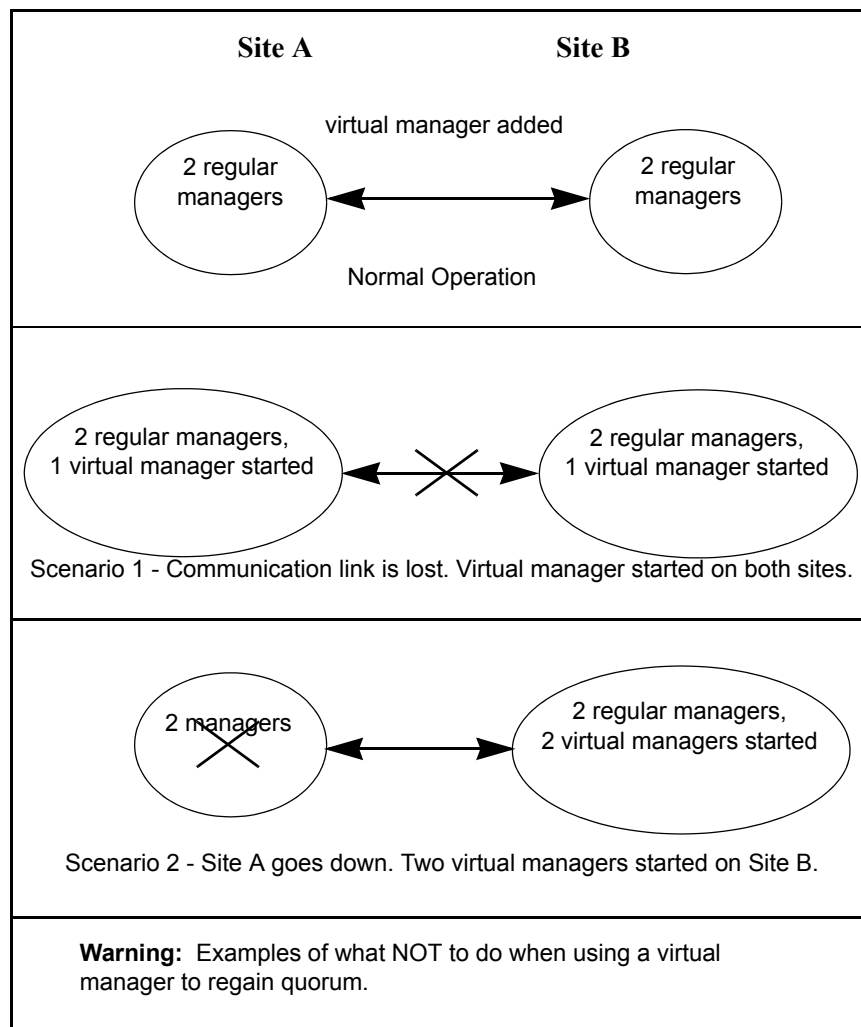 Site A
Site B
virtual manager added
2 regular
managers
2 regular
managers
Normal Operation
2 regular managers,
1 virtual manager started
2 regular managers,
1 virtual manager started
Scenario 1 - Communication link is lost. Virtual manager started on both sites.
2 managers
2 regular managers,
2 virtual managers started
Scenario 2 - Site A goes down. Two virtual managers started on Site B.
Warning: Examples of what NOT to do when using a virtual
manager to regain quorum.